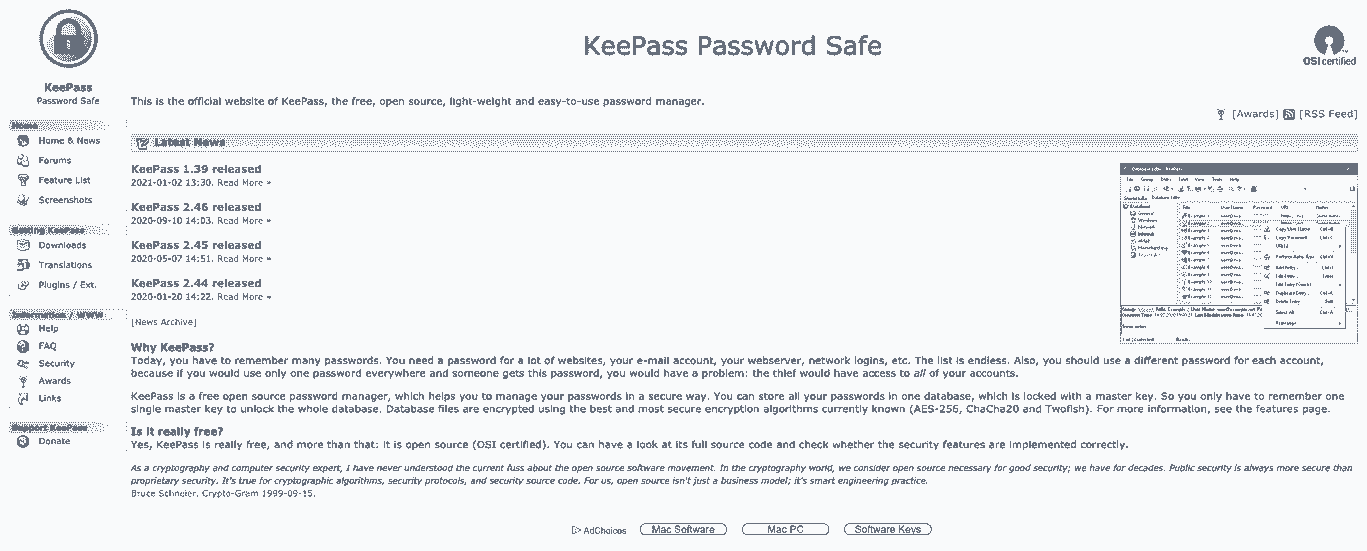 KeePass Password Safe
OSI certified
KeePass
Password Safe
This is the official website of KeePass, the free, open source, light-weight and easy-to-use password manager.
[Awards] [RSS Feed]
Home
Home & News
Forums
Feature List
Screenshots
Getting KeePass
Downloads
Translations
Plugins / Ext.
Information / WWW
Help
FAQ
Security
Awards
Links
Support KeePass
Donate
Latest News
KeePass 1.39 released
2021-01-02 13:30. Read More »
KeePass 2.46 released
2020-09-10 14:03. Read More »
KeePass 2.45 released
2020-05-07 14:51. Read More »
KeePass 2.44 released
2020-01-20 14:22. Read More »
[News Archive]
Why KeePass?
Today, you have to remember many passwords. You need a password for a lot of websites, your e-mail account, your webserver, network logins, etc. The list is endless. Also, you should use a different password for each account,
because if you would use only one password everywhere and someone gets this password, you would have a problem: the thief would have access to all of your accounts.
KeePass is a free open source password manager, which helps you to manage your passwords in a secure way. You can store all your passwords in one database, which is locked with a master key. So you only have to remember one
single master key to unlock the whole database. Database files are encrypted using the best and most secure encryption algorithms currently known (AES-256, ChaCha20 and Twofish). For more information, see the features page.
Is it really free?
Yes, KeePass is really free, and more than that: it is open source (OSI certified). You can have a look at its full source code and check whether the security features are implemented correctly.
As a cryptography and computer security expert, I have never understood the current fuss about the open source software movement. In the cryptography world, we consider open source necessary for good security; we have for decades. Public security is always more secure than
proprietary security. It's true for cryptographic algorithms, security protocols, and security source code. For us, open source isn't just a business model; it's smart engineering practice.
Bruce Schneier, Crypto-Gram 1999-09-15.
AdChoices
Mac Software
Mac PC
Software Keys